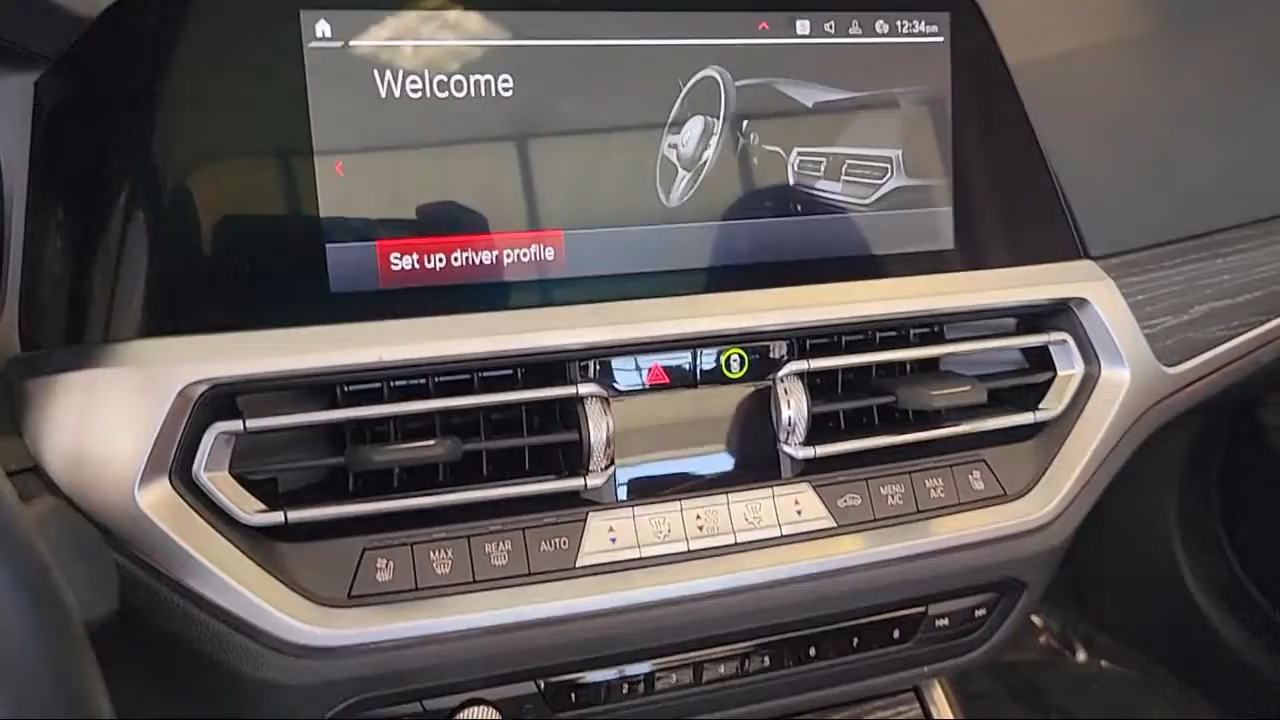 12:34pm
Welcome
Set up driver profile
MAX
REAR
AUTO
MENU
A/C
MAX
A/C
1 2 3 4 5 6 7 8